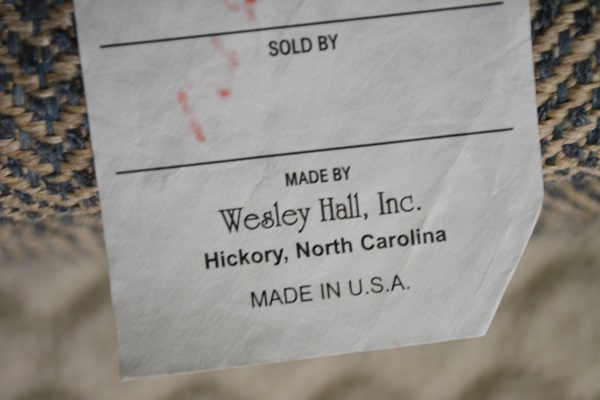 SOLD BY
MADE BY
Wesley Hall, Inc.
Hickory, North Carolina
MADE IN U.S.A.